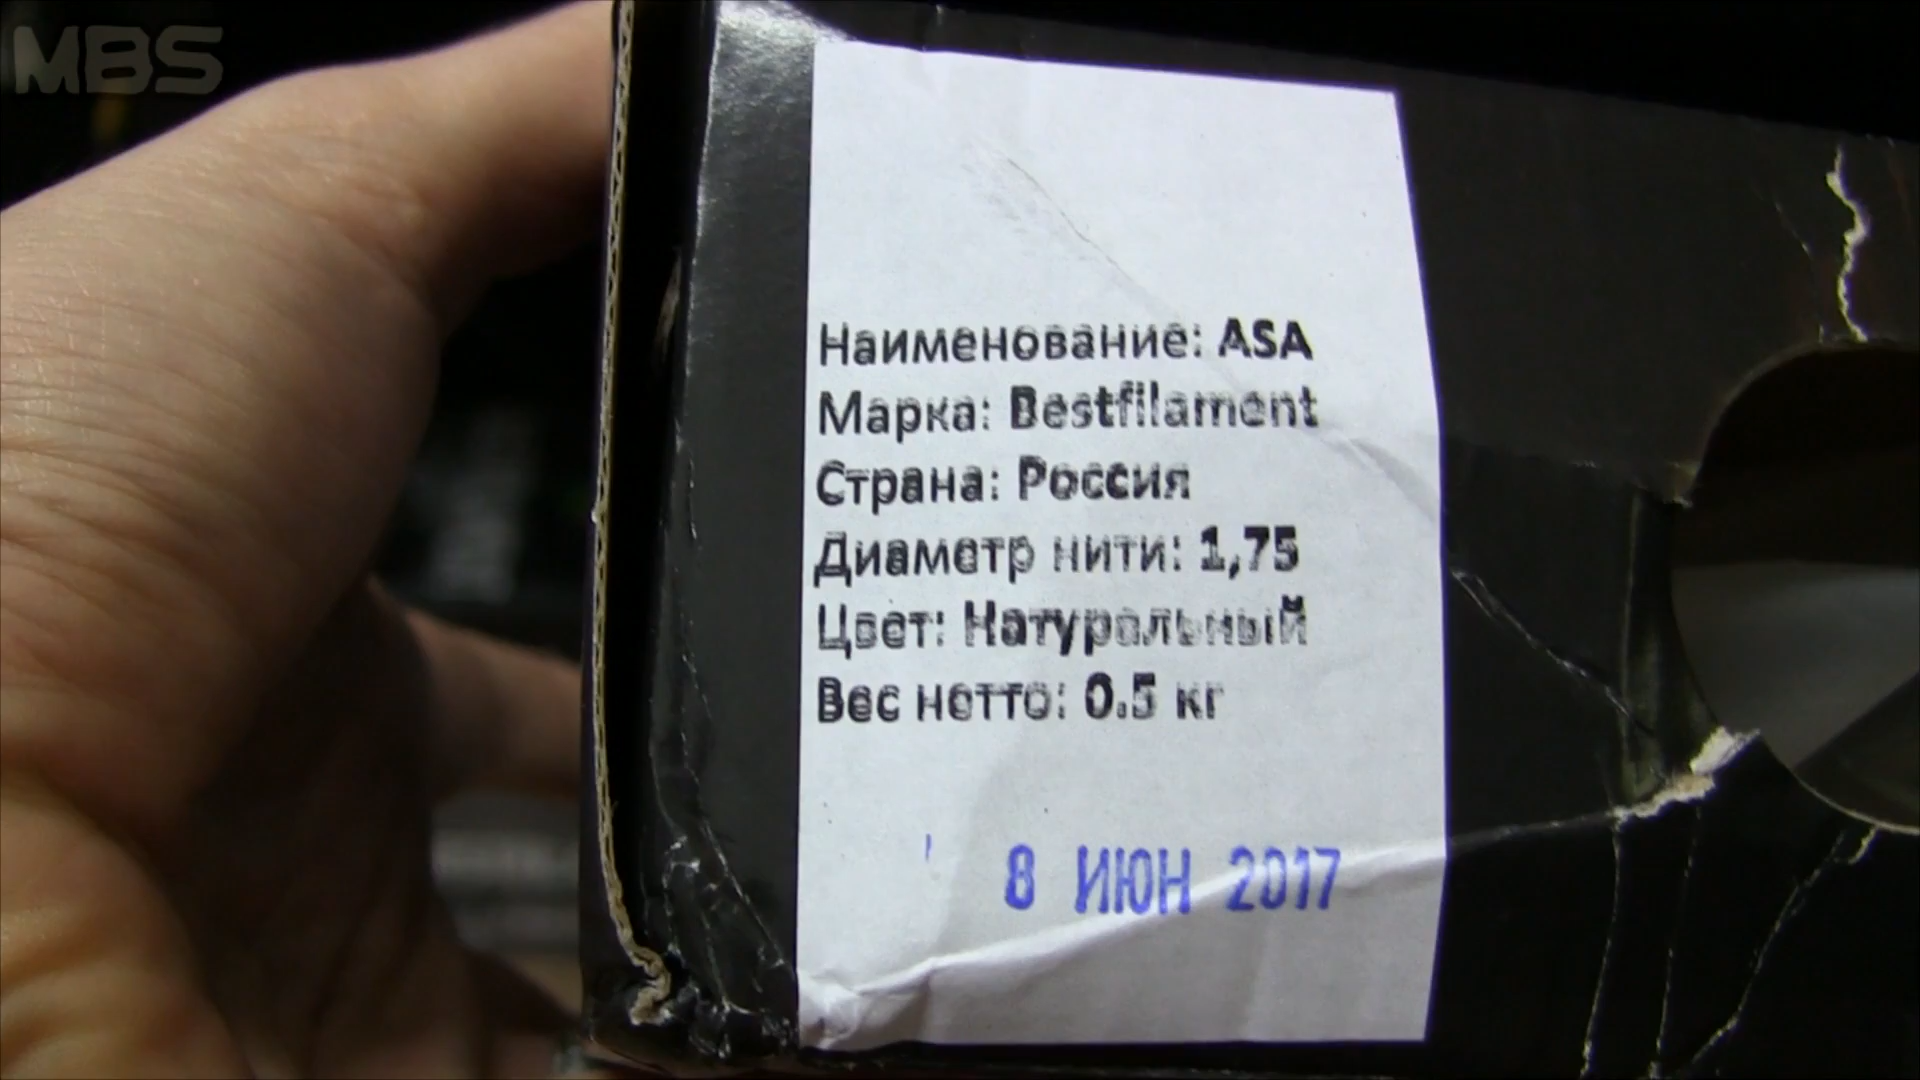 MBS
Наименование: ASA
Марка: Bestfilament
Страна: Россия
Диаметр нити: 1,75
Цвет: Натуральный
Вес нетто: 0.5 кг
8 ИЮН 2017